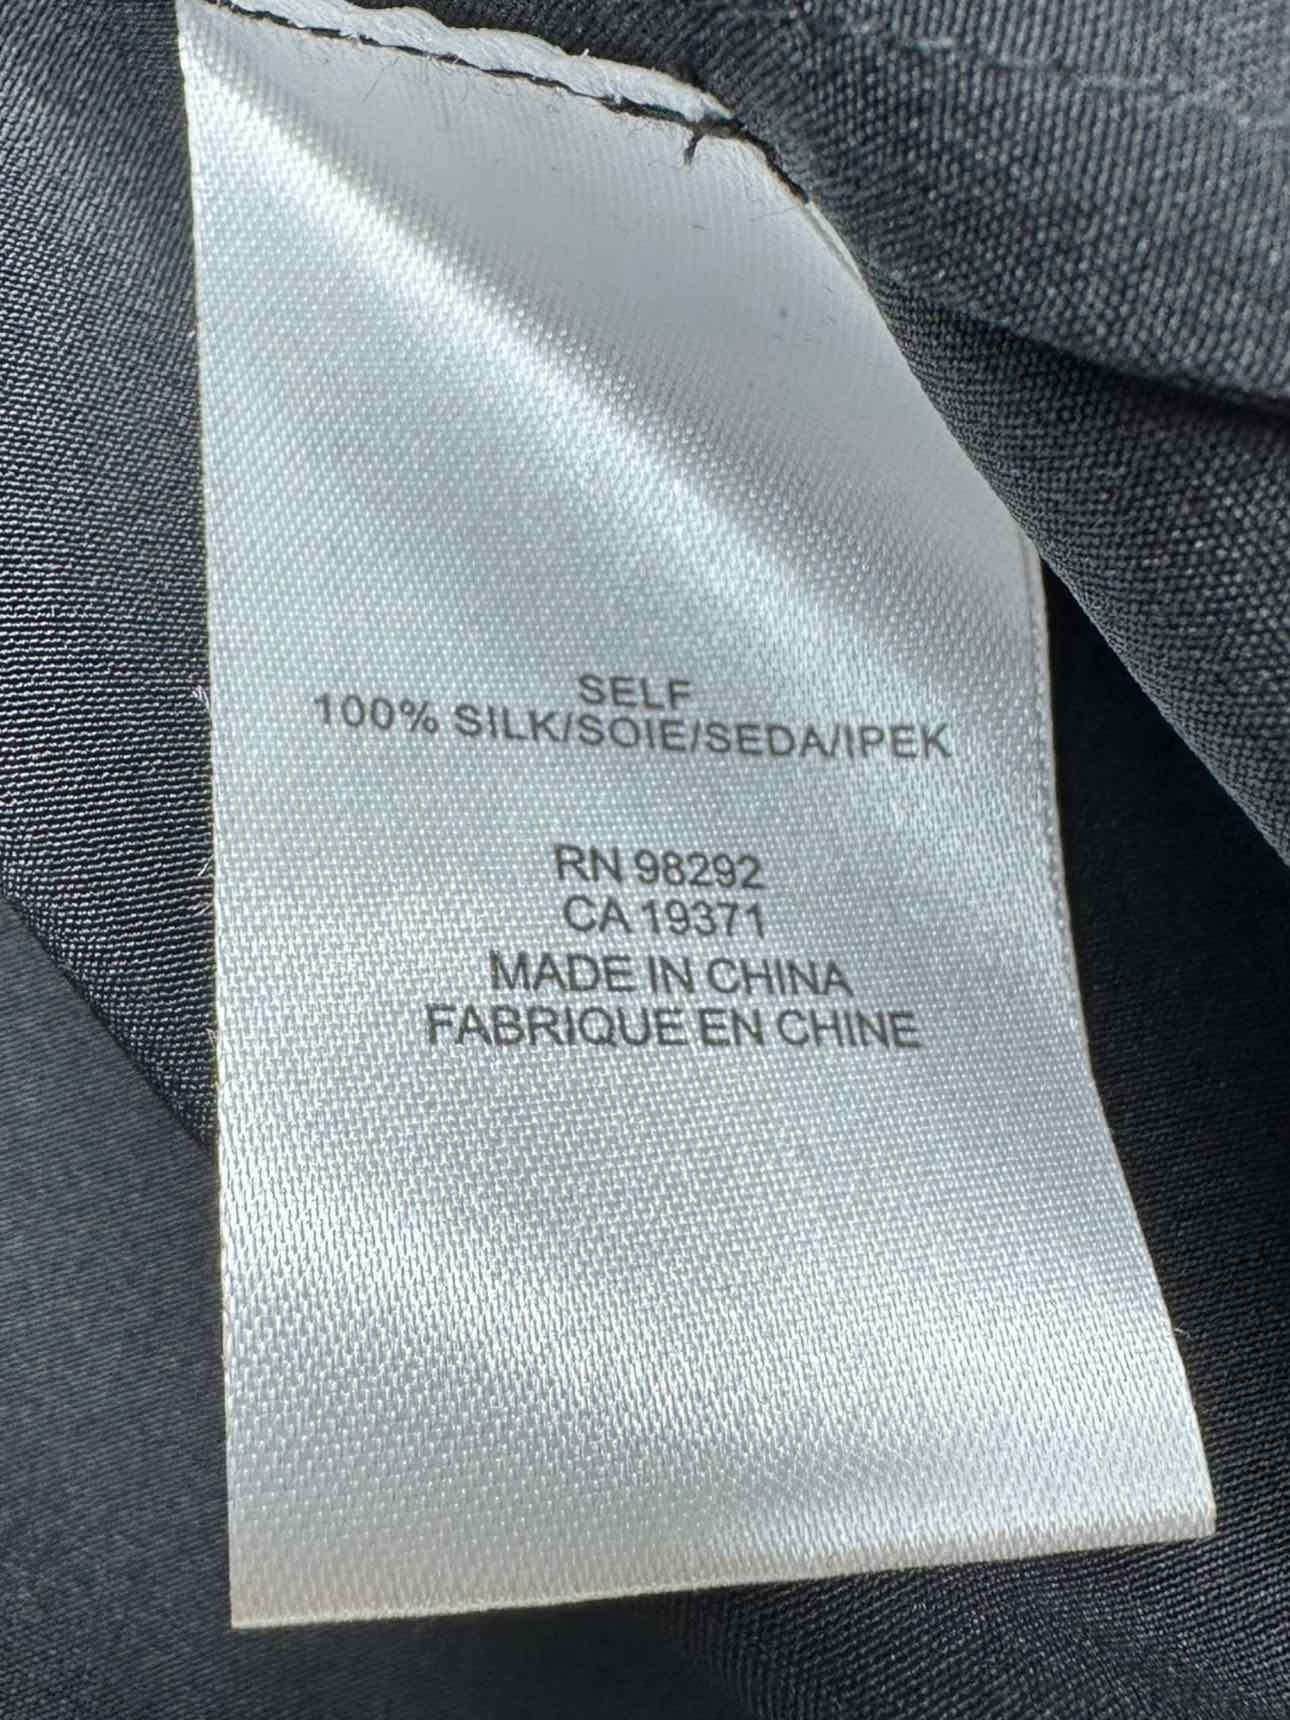 SELF
100% SILK/SOIE/SEDA/IPEK
RN 98292
CA 19371
MADE IN CHINA
FABRIQUE EN CHINE